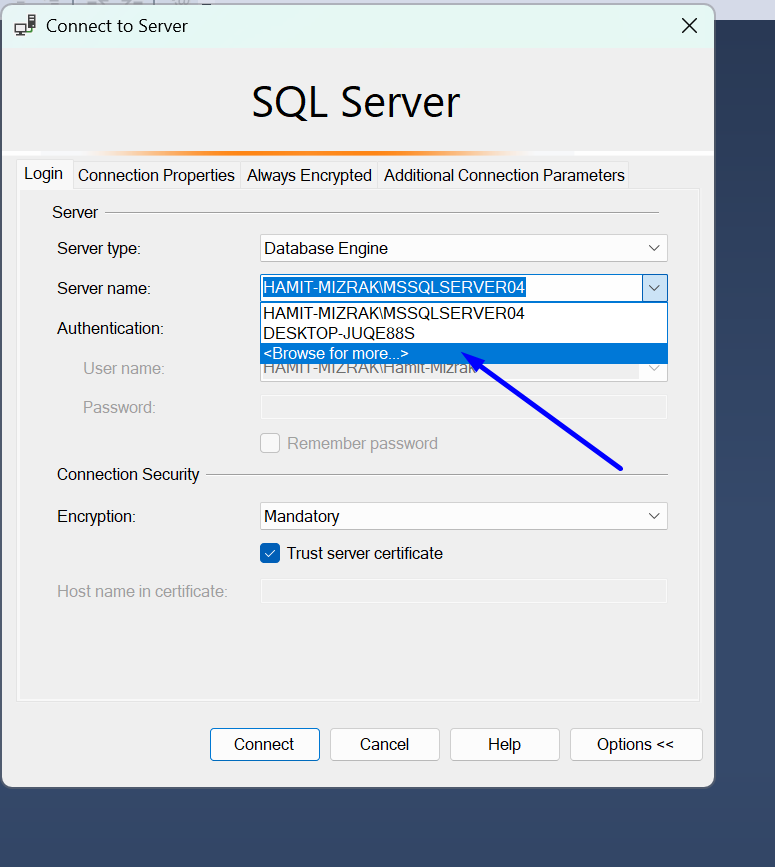 Connect to Server
SQL Server
Login Connection Properties Always Encrypted Additional Connection Parameters
Server
Server type: Database Engine
Server name: HAMIT-MIZRAK\MSSQLSERVER04
HAMIT-MIZRAK\MSSQLSERVER04
Authentication: DESKTOP-JUQE88S
<Browse for more...>
User name: HAMIT-MIZRAK\Hamit-Mizrak
Password:
Remember password
Connection Security
Encryption: Mandatory
Trust server certificate
Host name in certificate:
Connect Cancel Help Options <<